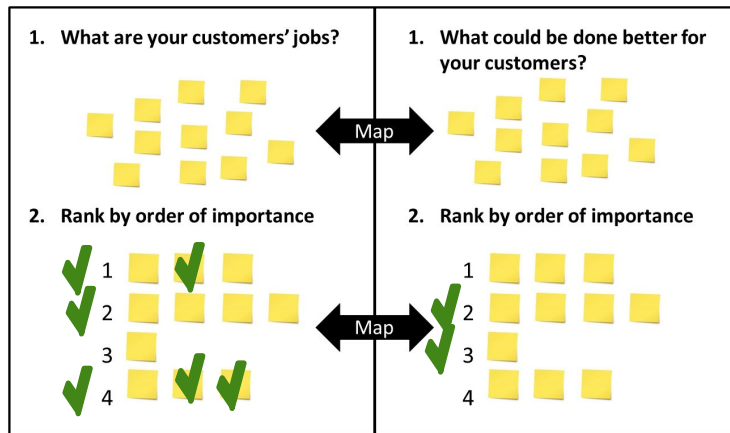 1. What are your customers' jobs?
Map
1. What could be done better for
your customers?
2. Rank by order of importance
1
2
3
4
Map
2. Rank by order of importance
1
2
3
4